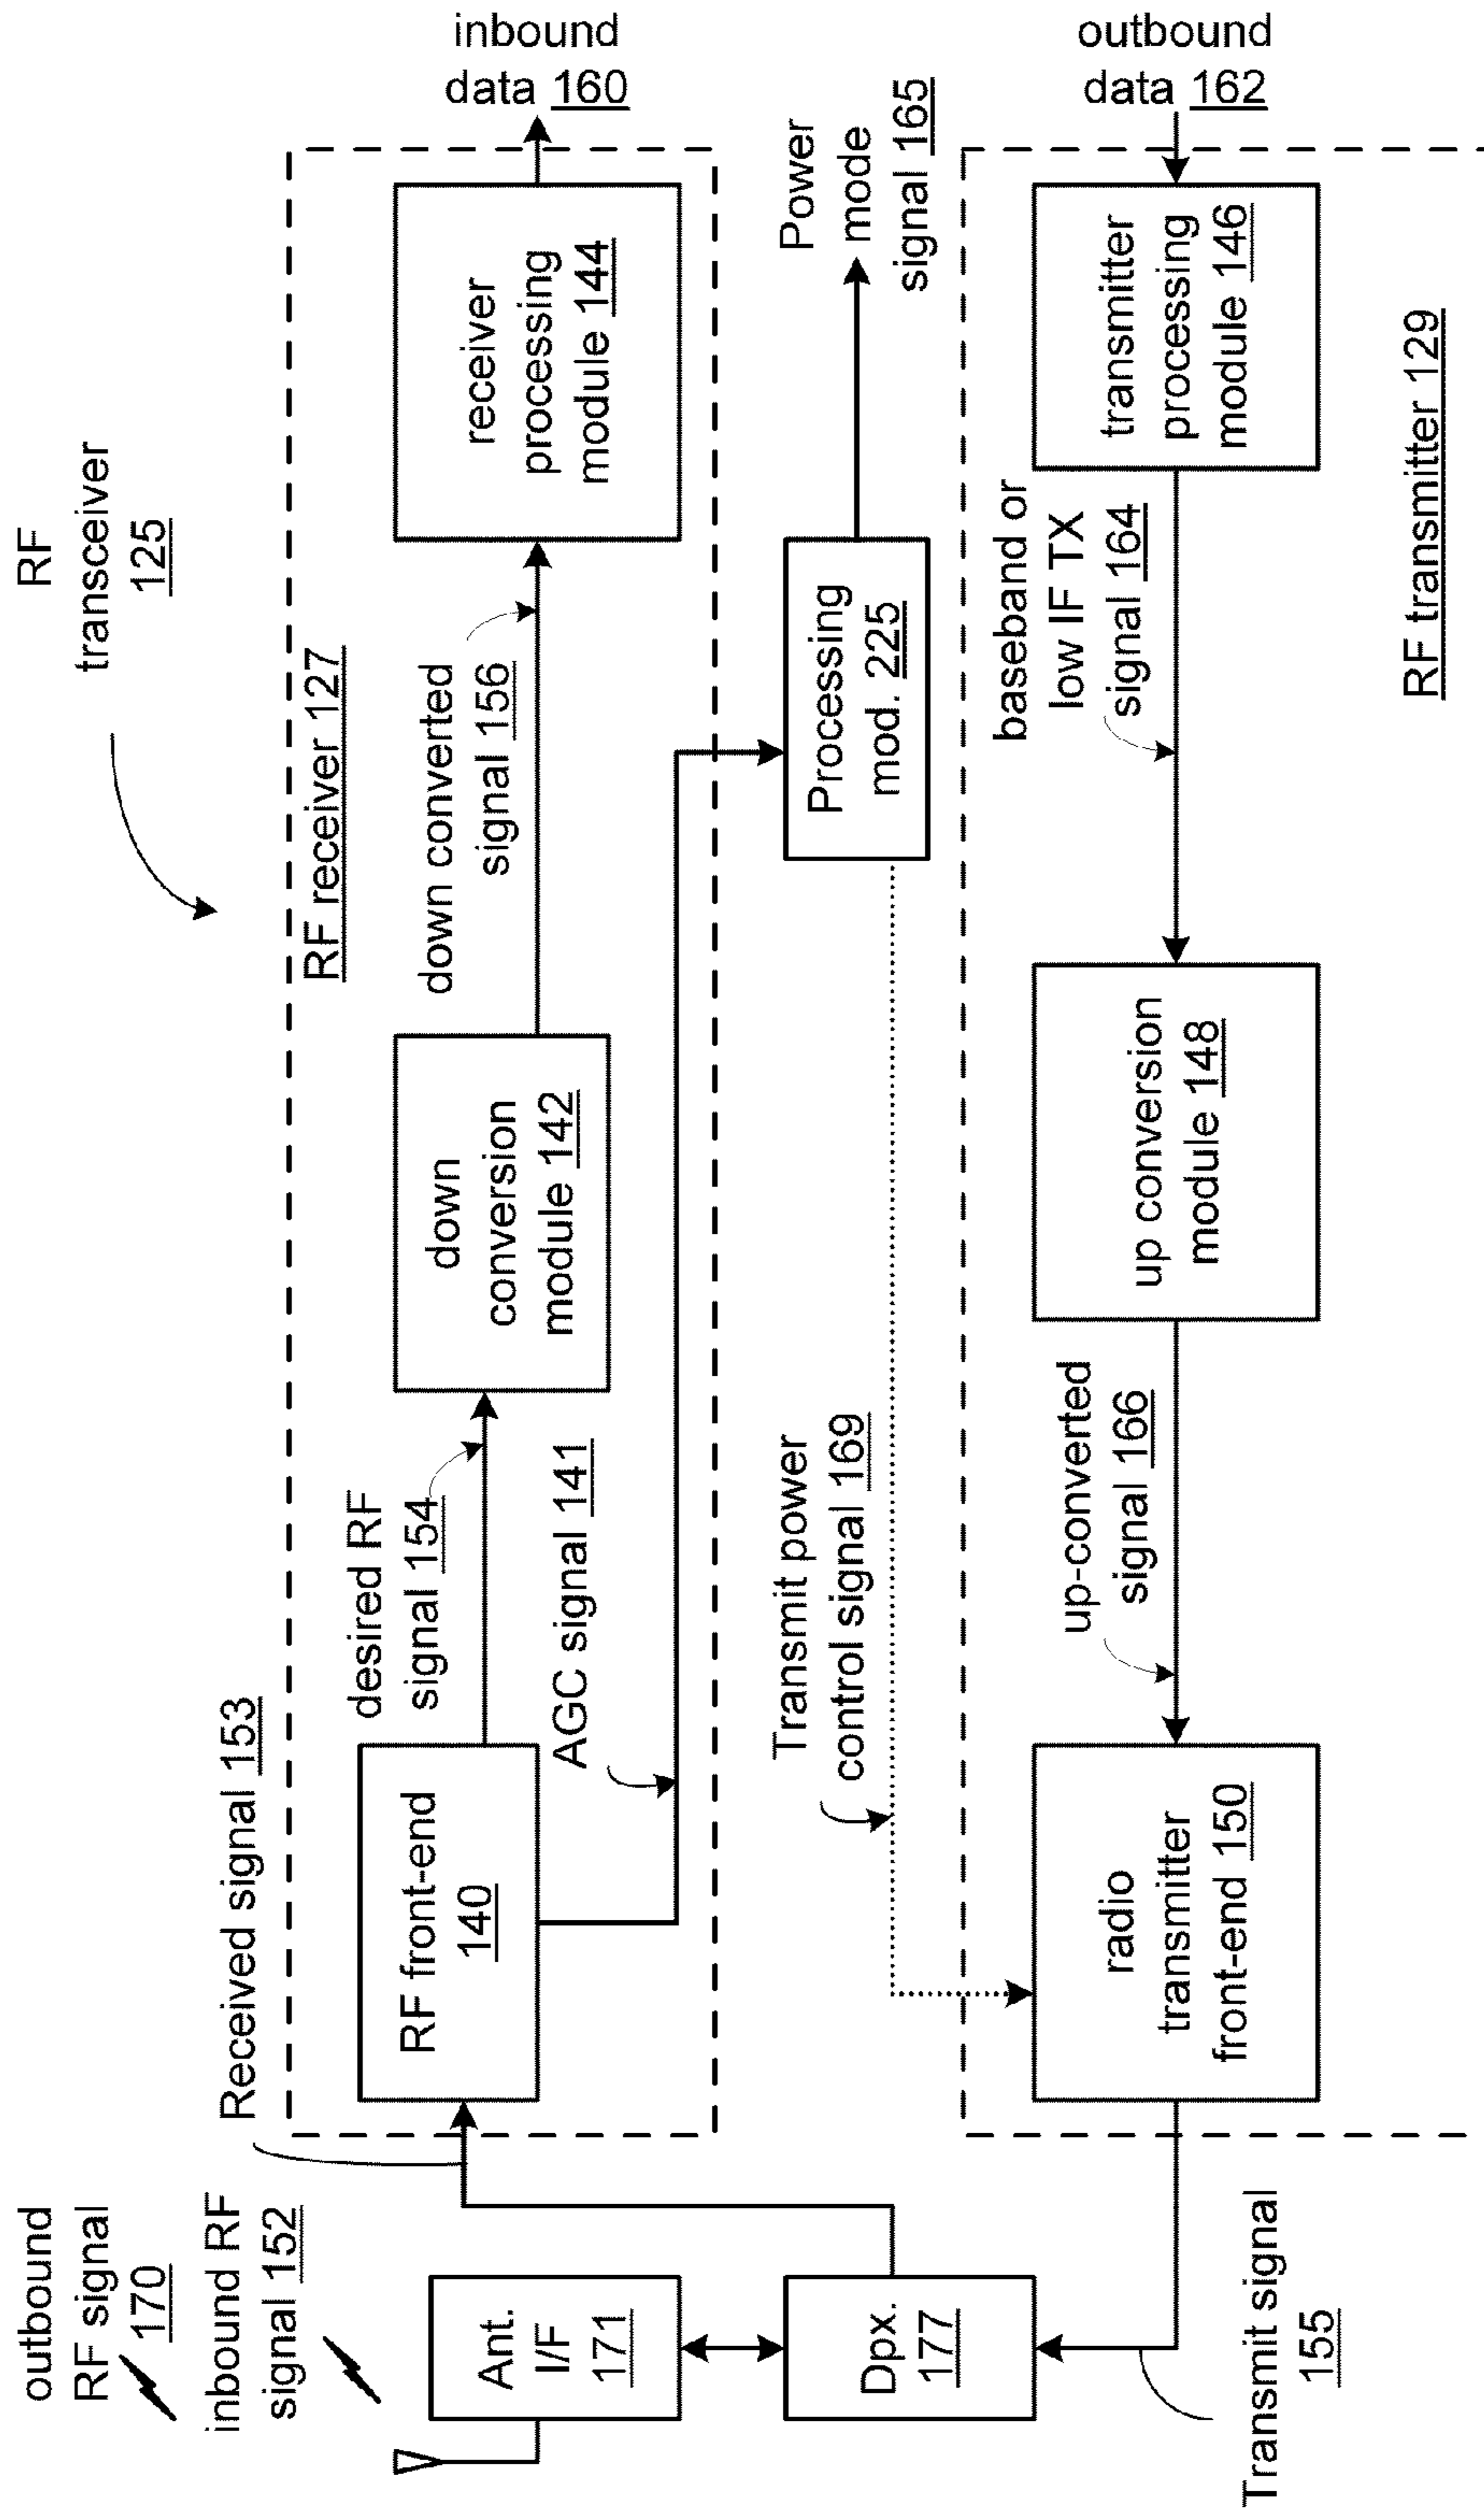 RF
transceiver
125
outbound
RF signal
170
inbound RF
signal 152
Received signal 153
RF receiver 127
Ant.
I/F
171
RF front-end
140
desired RF
signal 154
AGC signal 141
down
conversion
module 142
down converted
signal 156
receiver
processing
module 144
inbound
data 160
Dpx.
177
Transmit power
control signal 169
Processing
mod. 225
Power
mode
signal 165
Transmit signal
155
radio
transmitter
front-end 150
up-converted
signal 166
up conversion
module 148
baseband or
low IF TX
signal 164
transmitter
processing
module 146
outbound
data 162
RF transmitter 129